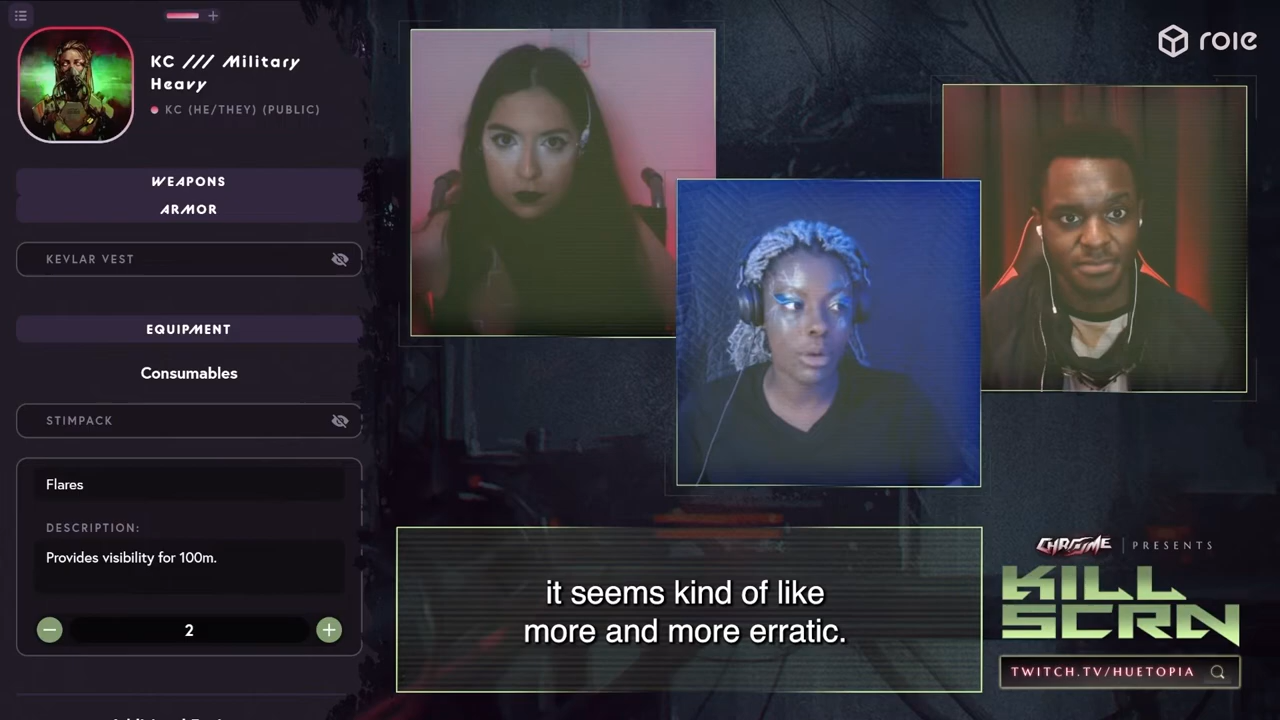 KC /// Military
Heavy
KC (HE/THEY) (PUBLIC)
WEAPONS
ARMOR
KEVLAR VEST
EQUIPMENT
Consumables
STIMPACK
Flares
DESCRIPTION:
Provides visibility for 100m.
2
it seems kind of like
more and more erratic.
role
CHROME | PRESENTS
KILL
SCRN
TWITCH.TV/HUETOPIA